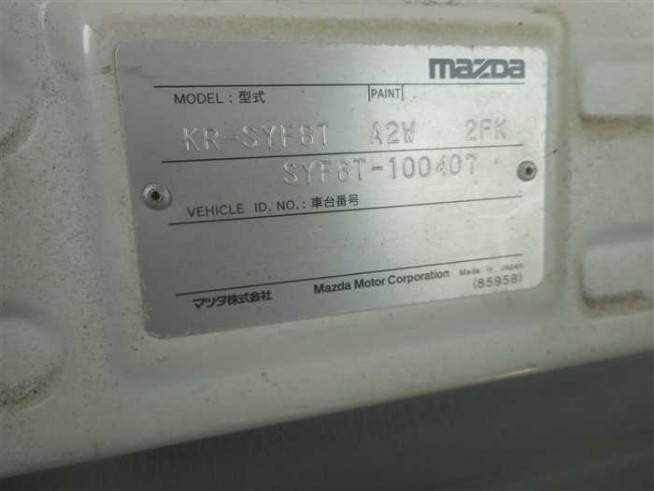 mazda
MODEL : 型式 PAINT
KR-SYF6T A2W 2FK
SYF6T-100407
VEHICLE ID. NO. : 車台番号
マツダ株式会社 Mazda Motor Corporation Made in Japan
(8595B)